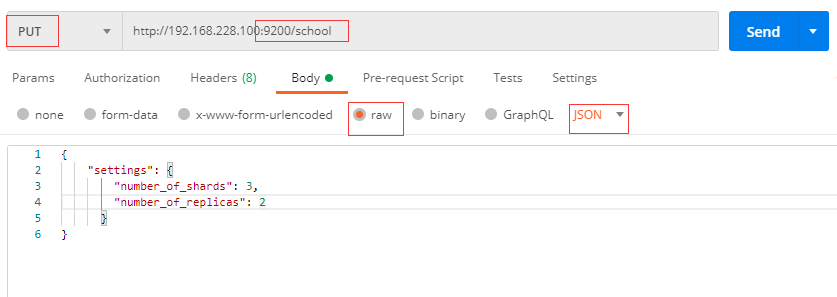 PUT http://192.168.228.100:9200/school Send
Params Authorization Headers (8) Body Pre-request Script Tests Settings
none form-data x-www-form-urlencoded raw binary GraphQL JSON
1 {
2 "settings": {
3 "number_of_shards": 3,
4 "number_of_replicas": 2
5 }
6 }